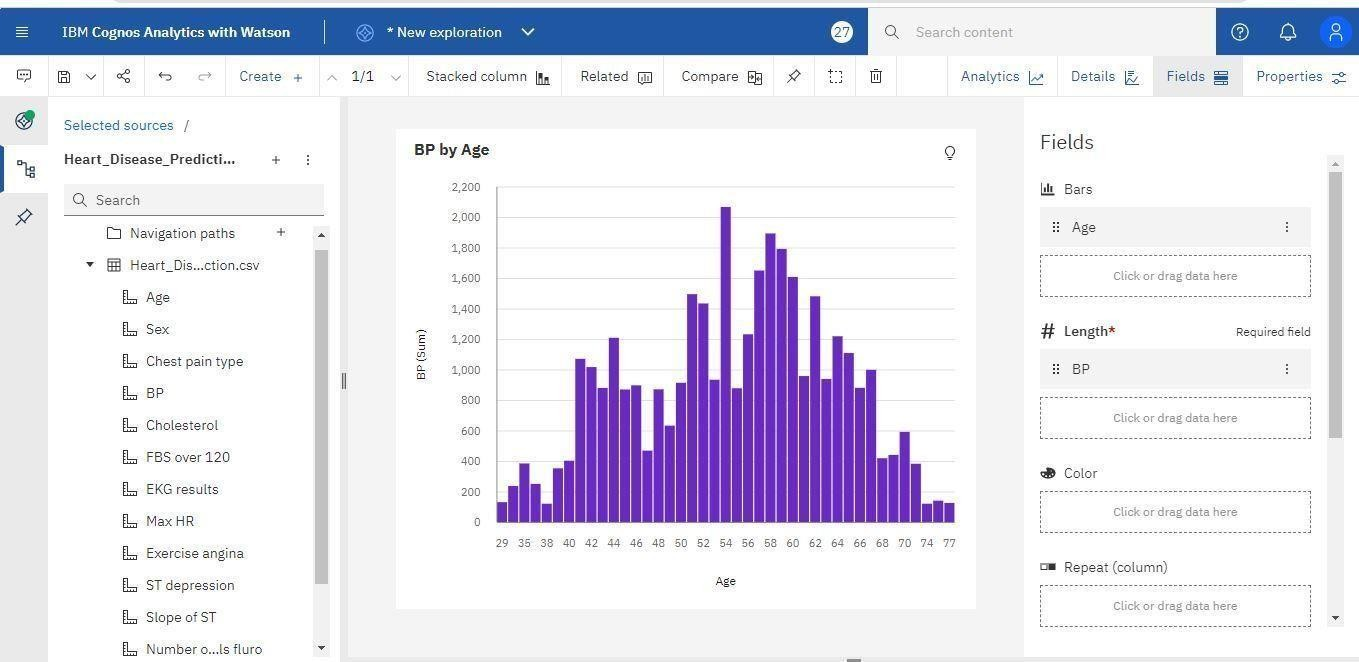 IBM Cognos Analytics with Watson
* New exploration
27
Search content
Create +
1/1
Stacked column
Related
Compare
Analytics
Details
Fields
Properties
Selected sources /
Heart_Disease_Predicti...
Search
Navigation paths
Heart_Dis...ction.csv
Age
Sex
Chest pain type
BP
Cholesterol
FBS over 120
EKG results
Max HR
Exercise angina
ST depression
Slope of ST
Number o...ls fluro
BP by Age
BP (Sum)
2,200
2,000
1,800
1,600
1,400
1,200
1,000
800
600
400
200
0
29 35 38 40 42 44 46 48 50 52 54 56 58 60 62 64 66 68 70 74 77
Age
Fields
Bars
Age
Click or drag data here
Length* Required field
BP
Click or drag data here
Color
Click or drag data here
Repeat (column)
Click or drag data here